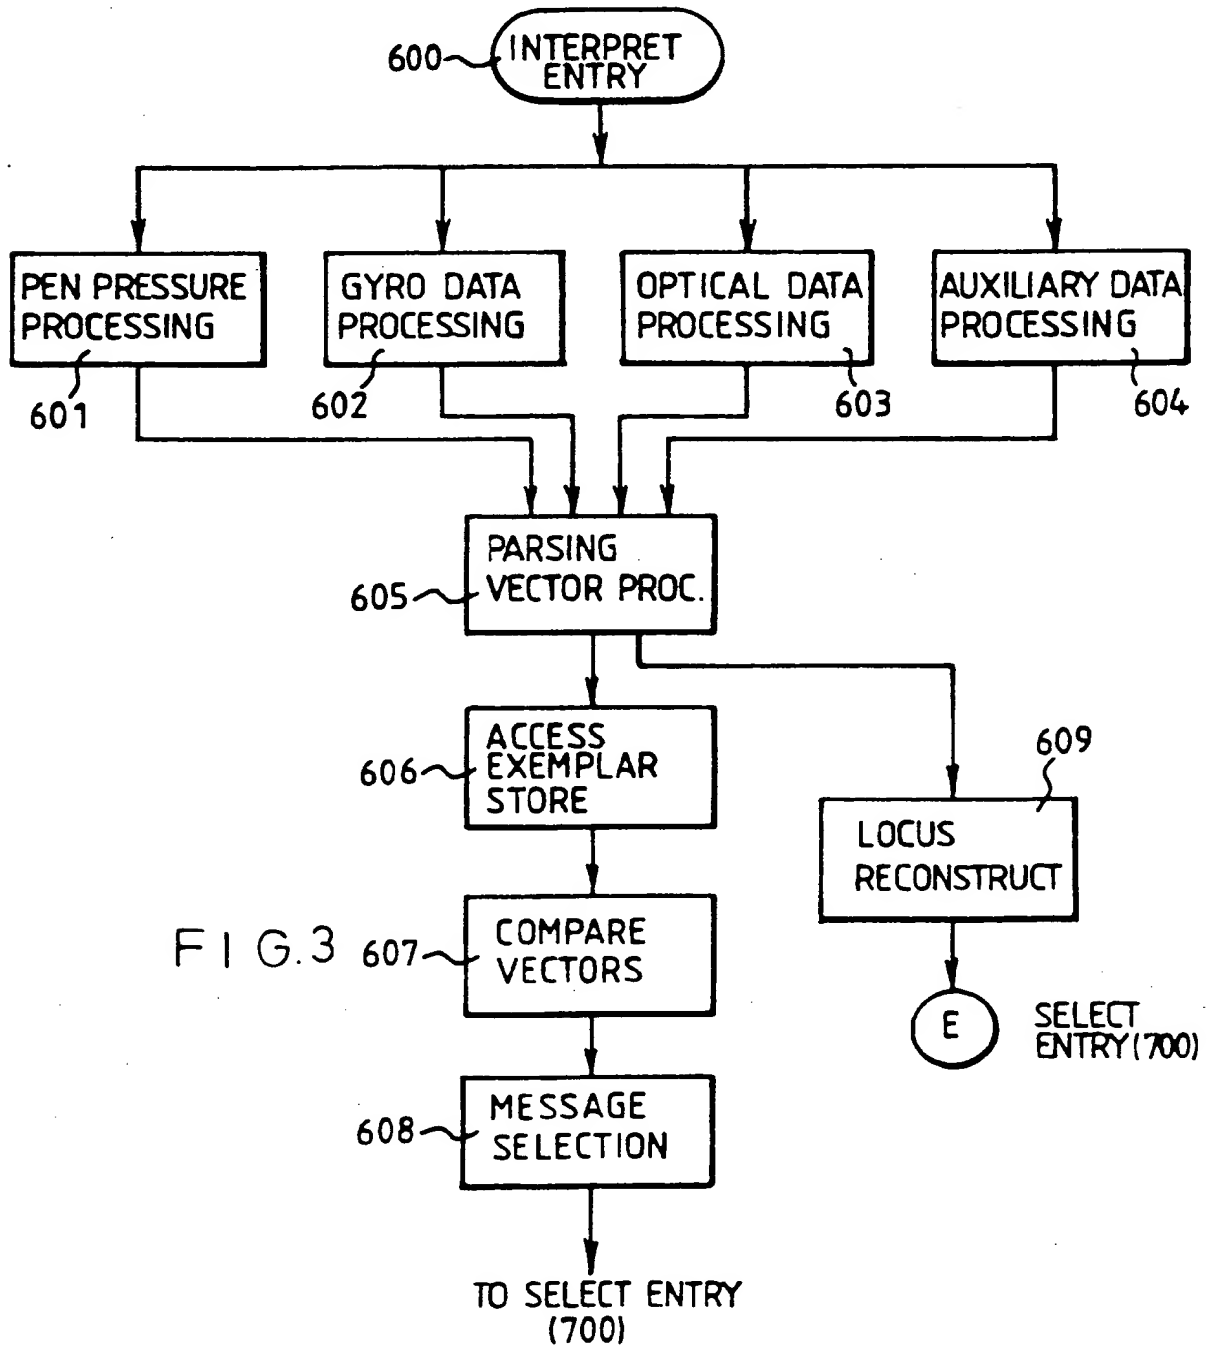 600
INTERPRET
ENTRY
PEN PRESSURE
PROCESSING
GYRO DATA
PROCESSING
OPTICAL DATA
PROCESSING
AUXILIARY DATA
PROCESSING
601
602
603
604
PARSING
VECTOR PROC.
605
ACCESS
EXEMPLAR
STORE
606
609
LOCUS
RECONSTRUCT
COMPARE
VECTORS
607
FIG.3
E
SELECT
ENTRY(700)
MESSAGE
SELECTION
608
TO SELECT ENTRY
(700)